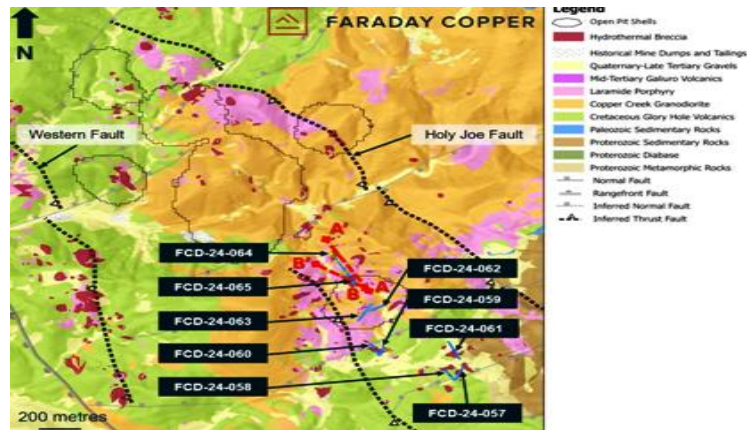 FARADAY COPPER
N
Western Fault
Holy Joe Fault
A'
FCD-24-064
B'
FCD-24-062
FCD-24-065
B
A
FCD-24-059
FCD-24-063
FCD-24-061
FCD-24-060
FCD-24-058
FCD-24-057
200 metres
Legend
Open Pit Shells
Hydrothermal Breccia
Historical Mine Dumps and Tailings
Quaternary-Late Tertiary Gravels
Mid-Tertiary Galiuro Volcanics
Laramide Porphyry
Copper Creek Granodiorite
Cretaceous Glory Hole Volcanics
Paleozoic Sedimentary Rocks
Proterozoic Sedimentary Rocks
Proterozoic Diabase
Proterozoic Metamorphic Rocks
Normal Fault
Rangefront Fault
Inferred Normal Fault
Inferred Thrust Fault